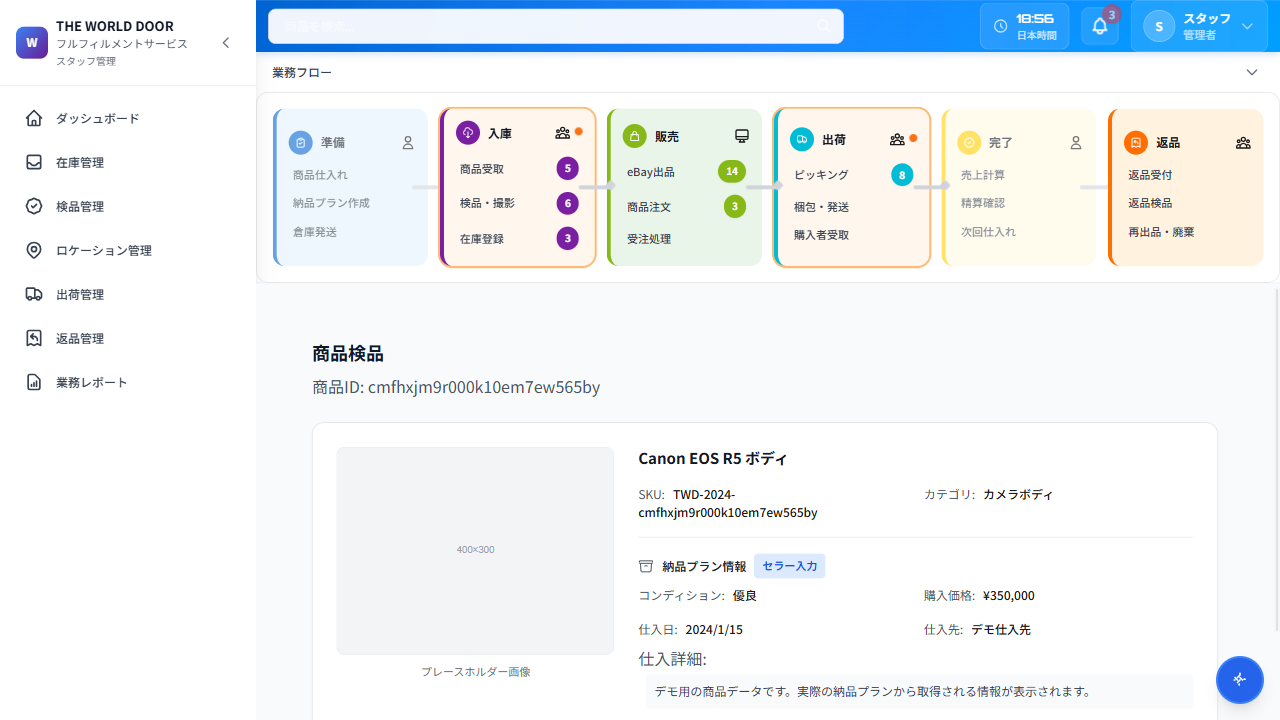 W
THE WORLD DOOR
フルフィルメントサービス
スタッフ管理
ダッシュボード
在庫管理
検品管理
ロケーション管理
出荷管理
返品管理
業務レポート
18:56
日本時間
3
S
スタッフ
管理者
業務フロー
準備
商品仕入れ
納品プラン作成
倉庫発送
入庫
商品受取 5
検品・撮影 6
在庫登録 3
販売
eBay出品 14
商品注文 3
受注処理
出荷
ピッキング 8
梱包・発送
購入者受取
完了
売上計算
精算確認
次回仕入れ
返品
返品受付
返品検品
再出品・廃棄
商品検品
商品ID: cmfhxjm9r000k10em7ew565by
400×300
プレースホルダー画像
Canon EOS R5 ボディ
SKU: TWD-2024-
cmfhxjm9r000k10em7ew565by
カテゴリ: カメラボディ
納品プラン情報 セラー入力
コンディション: 優良
購入価格: ¥350,000
仕入日: 2024/1/15
仕入先: デモ仕入先
仕入詳細:
デモ用の商品データです。実際の納品プランから取得される情報が表示されます。